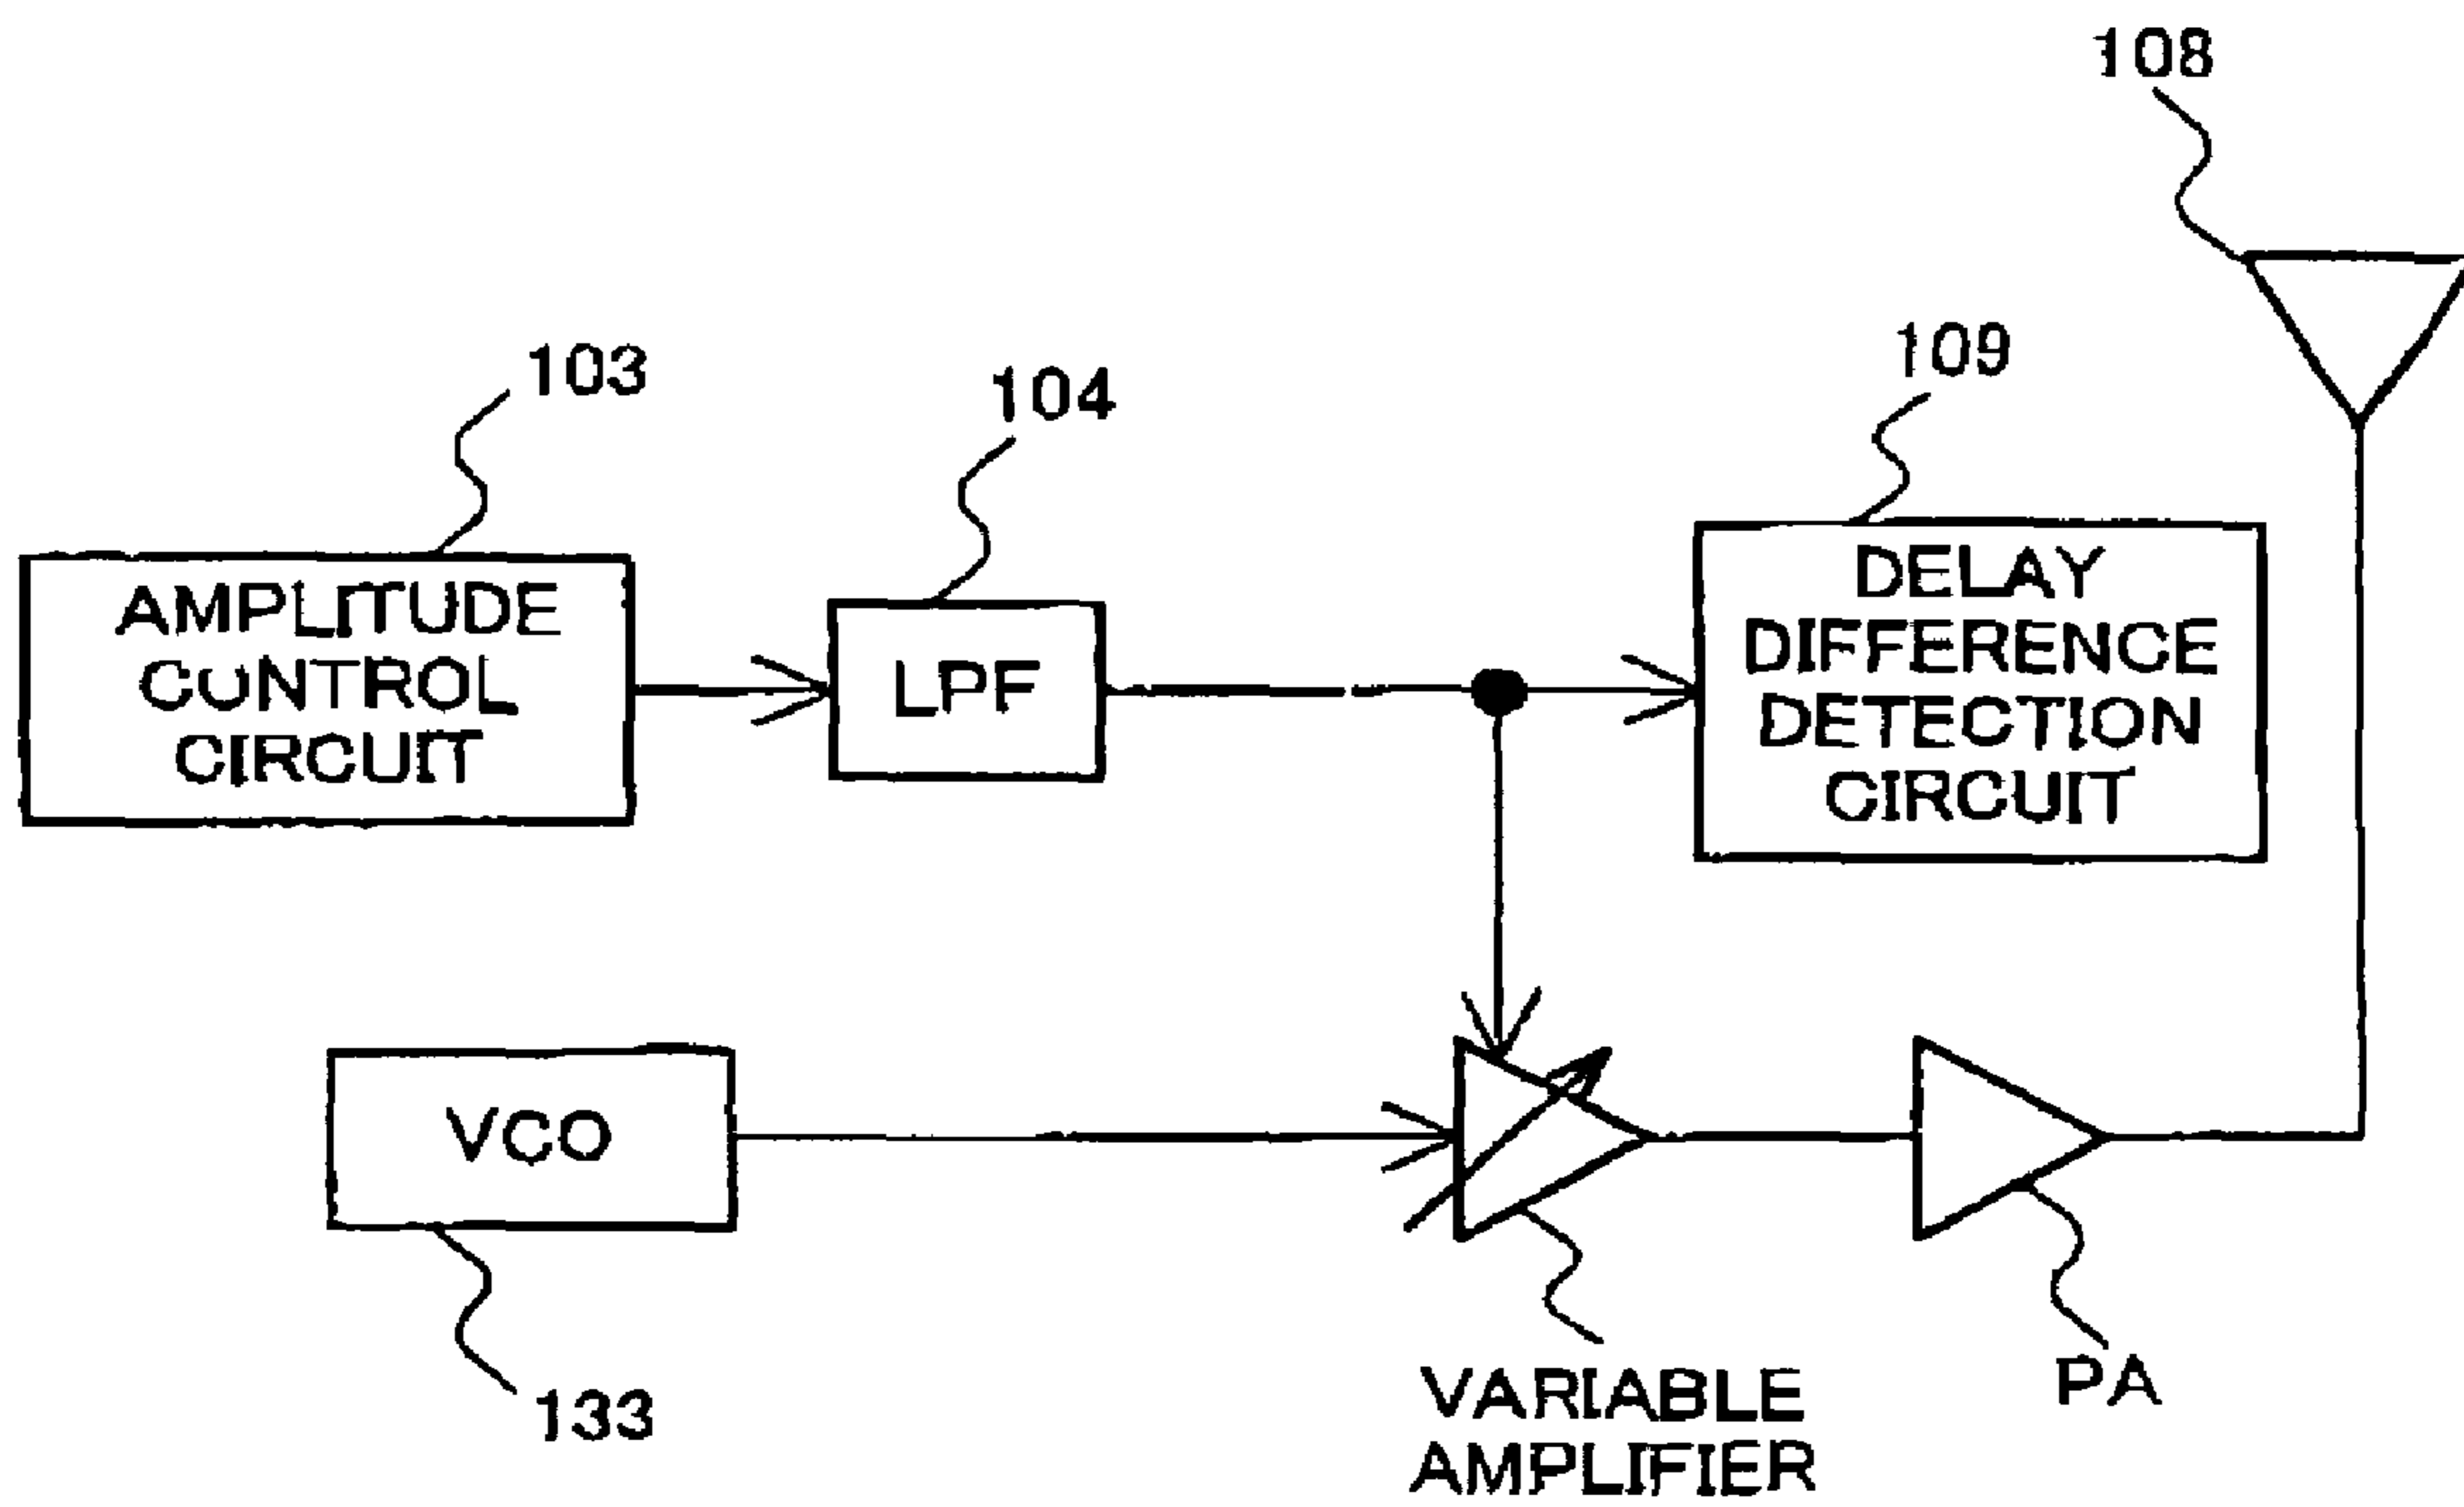 108
103
104
109
AMPLITUDE
CONTROL
CIRCUIT
LPF
DELAY
DIFFERENCE
DETECTION
CIRCUIT
VCO
133
VARIABLE
AMPLIFIER
PA